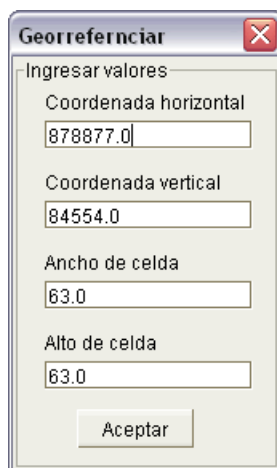 Georrefernciar
Ingresar valores
Coordenada horizontal
878877.0
Coordenada vertical
84554.0
Ancho de celda
63.0
Alto de celda
63.0
Aceptar